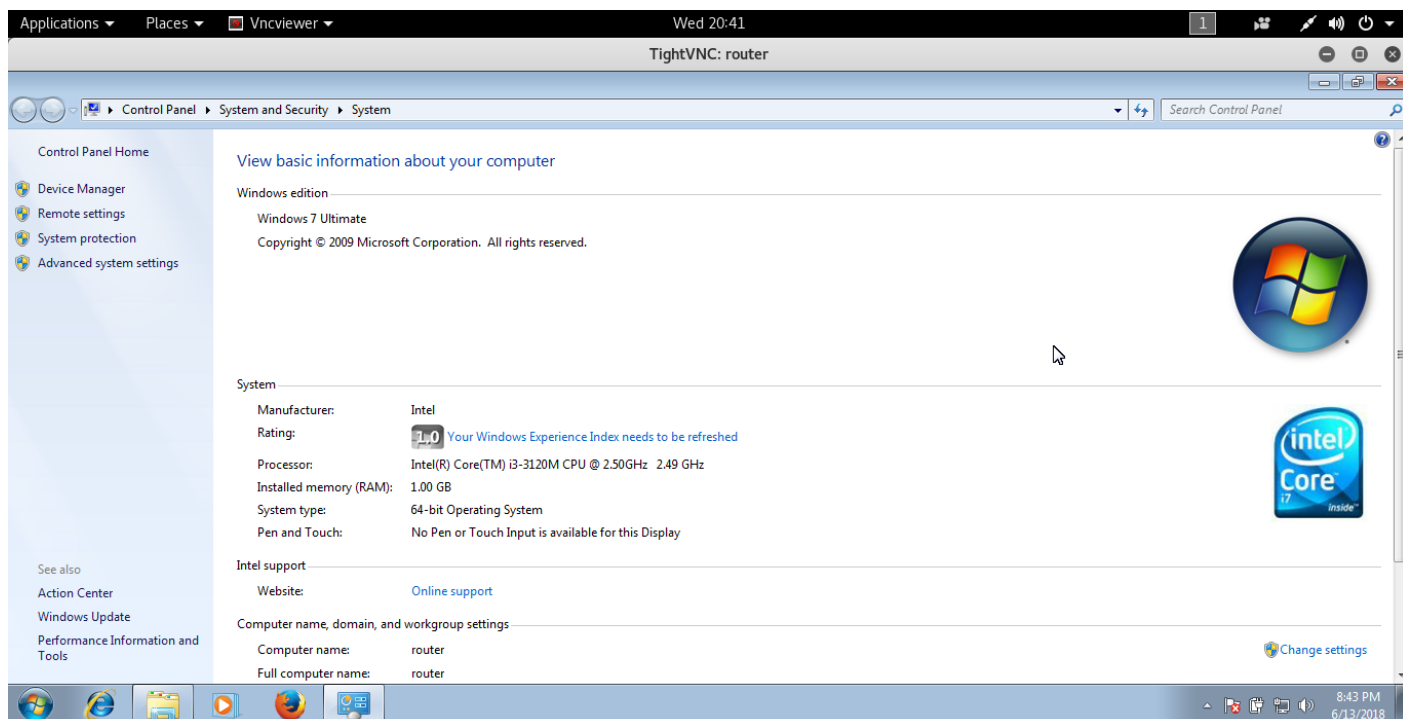 Applications Places Vncviewer Wed 20:41 1
TightVNC: router
Control Panel System and Security System Search Control Panel
Control Panel Home
Device Manager
Remote settings
System protection
Advanced system settings
See also
Action Center
Windows Update
Performance Information and
Tools
View basic information about your computer
Windows edition
Windows 7 Ultimate
Copyright © 2009 Microsoft Corporation. All rights reserved.
System
Manufacturer: Intel
Rating: 1.0 Your Windows Experience Index needs to be refreshed
Processor: Intel(R) Core(TM) i3-3120M CPU @ 2.50GHz 2.49 GHz
Installed memory (RAM): 1.00 GB
System type: 64-bit Operating System
Pen and Touch: No Pen or Touch Input is available for this Display
intel
Core
i7 inside™
Intel support
Website: Online support
Computer name, domain, and workgroup settings
Computer name: router Change settings
Full computer name: router
8:43 PM
6/13/2018